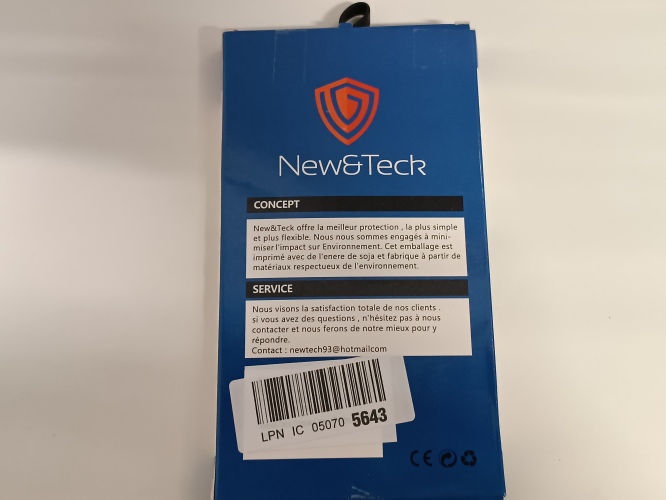 New&Teck
CONCEPT
New&Teck offre la meilleur protection , la plus simple
et plus flexible. Nous nous sommes engagés à mini-
miser l'impact sur Environnement. Cet emballage est
imprimé avec de l'enere de soja et fabrique à partir de
matériaux respectueux de l'environnement.
SERVICE
Nous visons la satisfaction totale de nos clients .
si vous avez des questions , n'hésitez pas à nous
contacter et nous ferons de notre mieux pour y
répondre.
Contact : newtech93@hotmailcom
LPN IC 05070 5643
CE